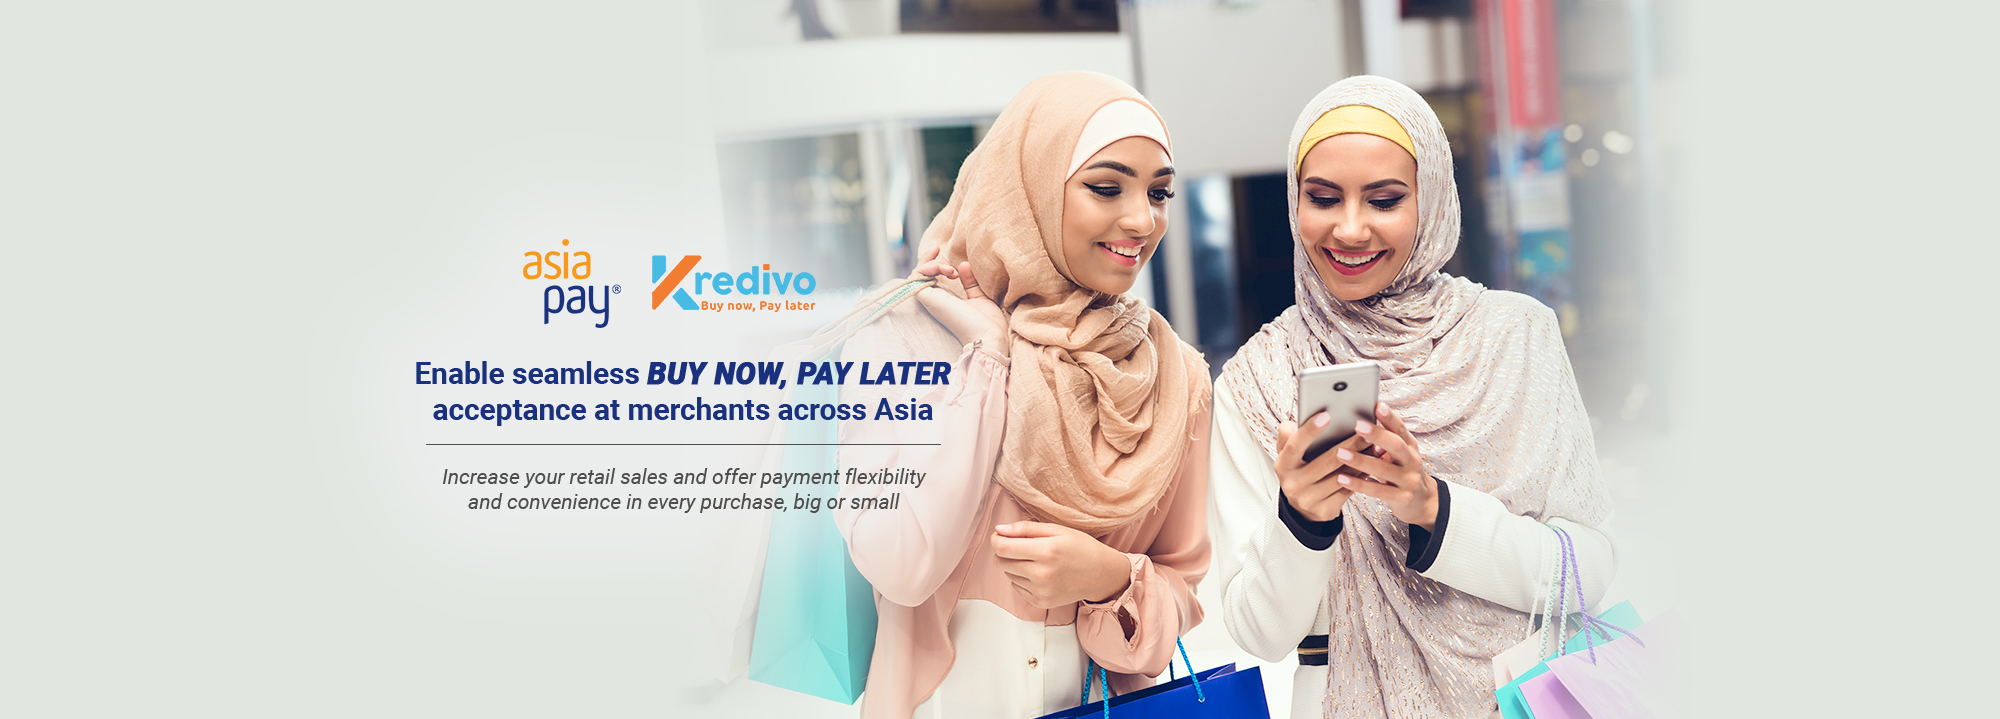 asia
pay®
Kredivo
Buy now, Pay later
Enable seamless BUY NOW, PAY LATER
acceptance at merchants across Asia
Increase your retail sales and offer payment flexibility
and convenience in every purchase, big or small